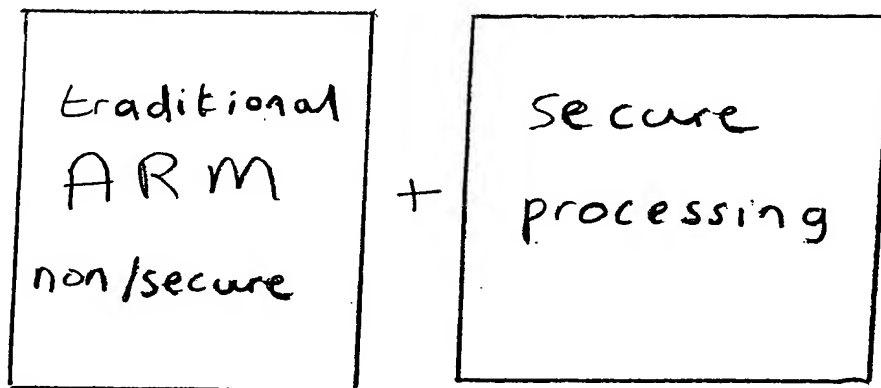 traditional
ARM
non/secure
+
secure
processing